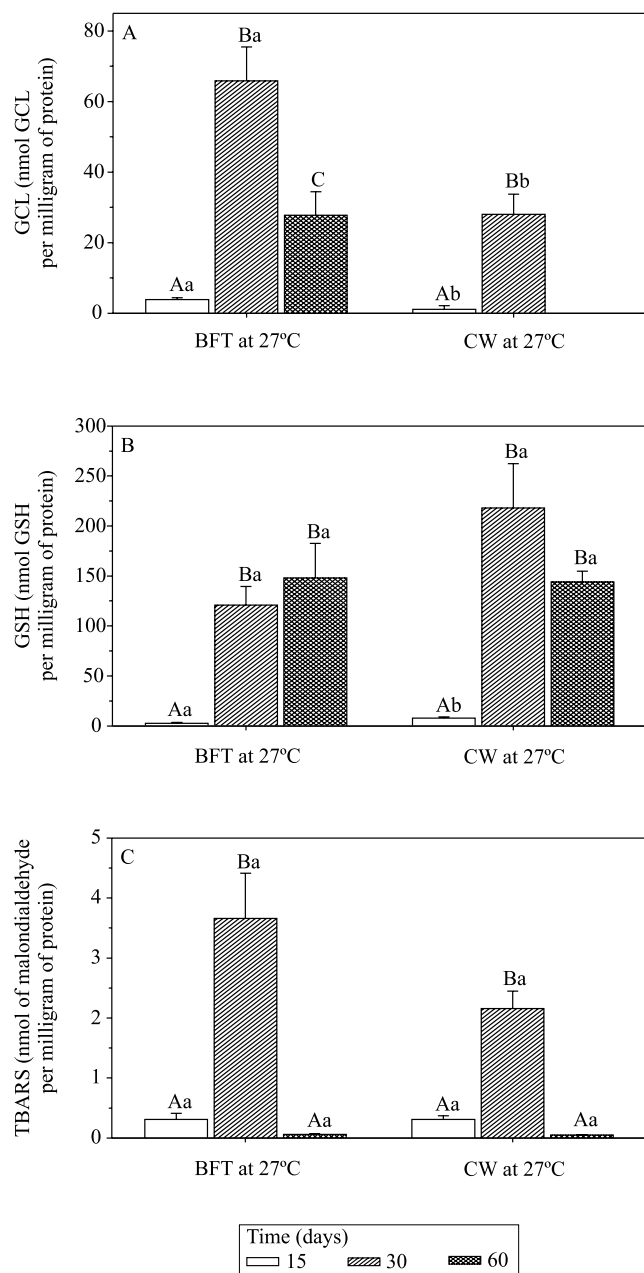 A
GCL (nmol GCL
per milligram of protein)
80
60
40
20
0
Aa
Ba
C
Ab
Bb
BFT at 27ºC
CW at 27ºC
B
GSH (nmol GSH
per milligram of protein)
300
250
200
150
100
50
0
Aa
Ba
Ba
Ab
Ba
Ba
BFT at 27ºC
CW at 27ºC
C
TBARS (nmol of malondialdehyde
per milligram of protein)
5
4
3
2
1
0
Aa
Ba
Aa
Aa
Ba
Aa
BFT at 27ºC
CW at 27ºC
Time (days)
15 30 60